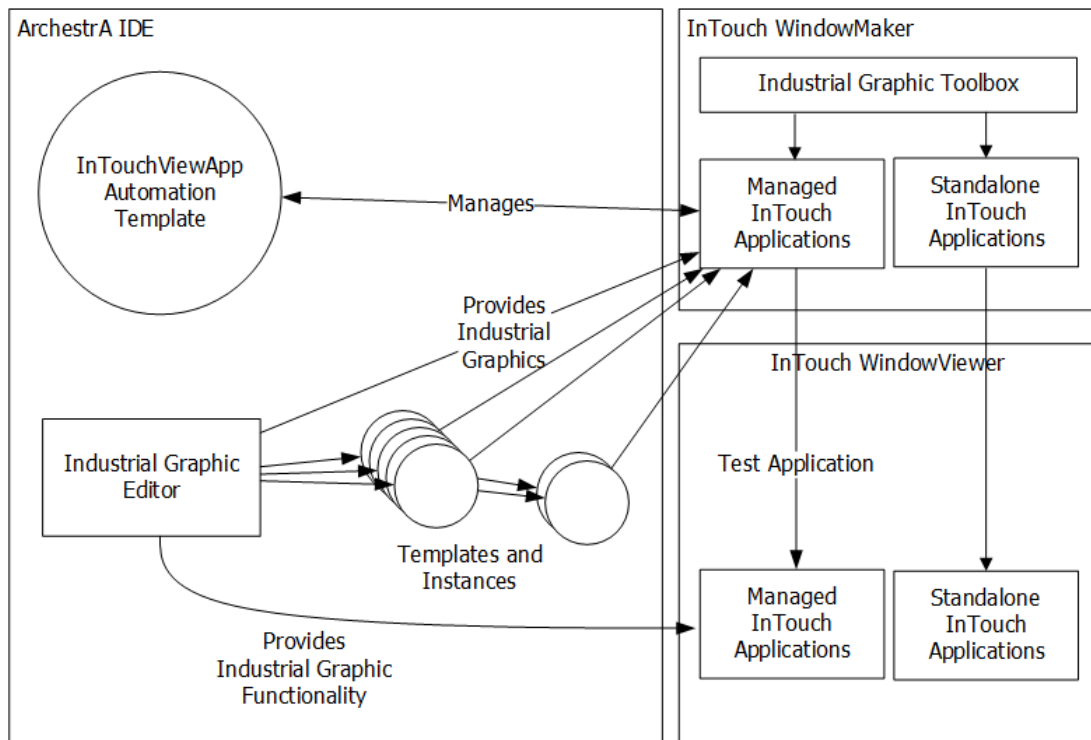 ArchestrA IDE
InTouchViewApp
Automation
Template
Manages
Provides
Industrial
Graphics
Industrial Graphic
Editor
Templates and
Instances
Provides
Industrial Graphic
Functionality
InTouch WindowMaker
Industrial Graphic Toolbox
Managed
InTouch
Applications
Standalone
InTouch
Applications
InTouch WindowViewer
Test Application
Managed
InTouch
Applications
Standalone
InTouch
Applications